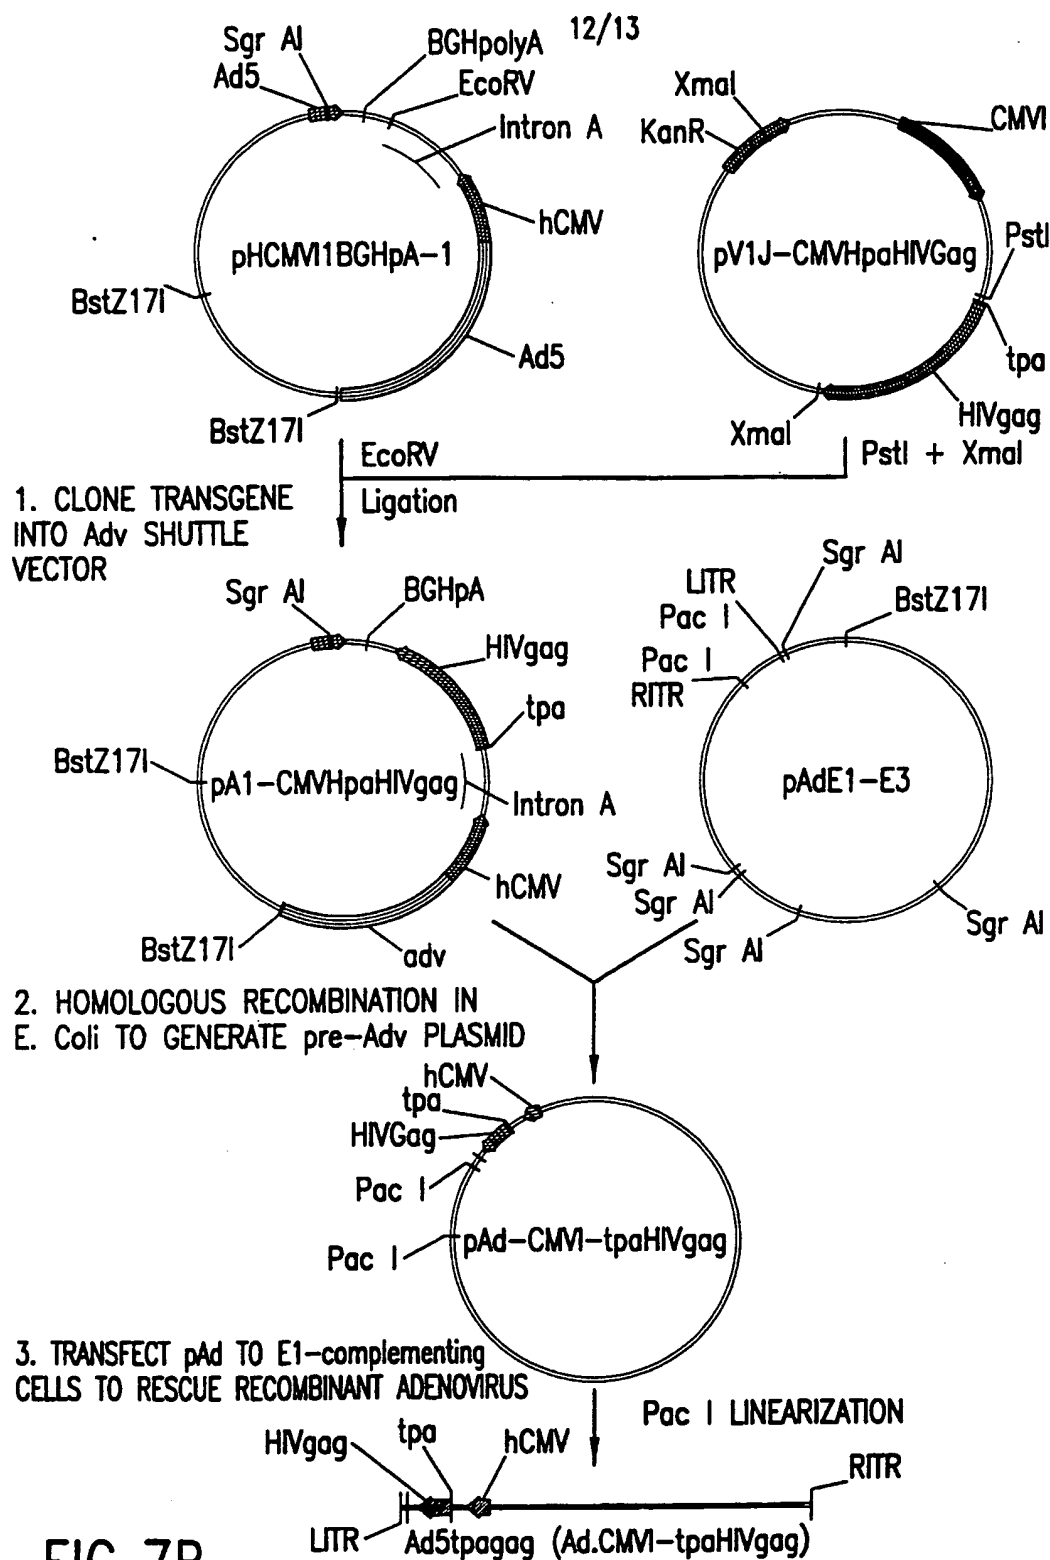 12/13
Sgr AI
Ad5
BGHpolyA
EcoRV
Intron A
hCMV
pHCMVI1BGHpA-1
BstZ17I
Ad5
BstZ17I
XmaI
KanR
CMVI
pV1J-CMVHpaHIVGag
PstI
tpa
HIVgag
XmaI
EcoRV
Ligation
PstI + XmaI
1. CLONE TRANSGENE
INTO Adv SHUTTLE
VECTOR
Sgr AI
BGHpA
HIVgag
tpa
BstZ17I
pA1-CMVHpaHIVgag
Intron A
hCMV
BstZ17I
adv
LITR
Pac I
Sgr AI
BstZ17I
Pac I
RITR
pAdE1-E3
Sgr AI
Sgr AI
Sgr AI
Sgr AI
2. HOMOLOGOUS RECOMBINATION IN
E. Coli TO GENERATE pre-Adv PLASMID
hCMV
tpa
HIVGag
Pac I
Pac I
pAd-CMVI-tpaHIVgag
3. TRANSFECT pAd TO E1-complementing
CELLS TO RESCUE RECOMBINANT ADENOVIRUS
Pac I LINEARIZATION
HIVgag
tpa
hCMV
RITR
LITR
Ad5tpagag (Ad.CMVI-tpaHIVgag)
FIG. 7B